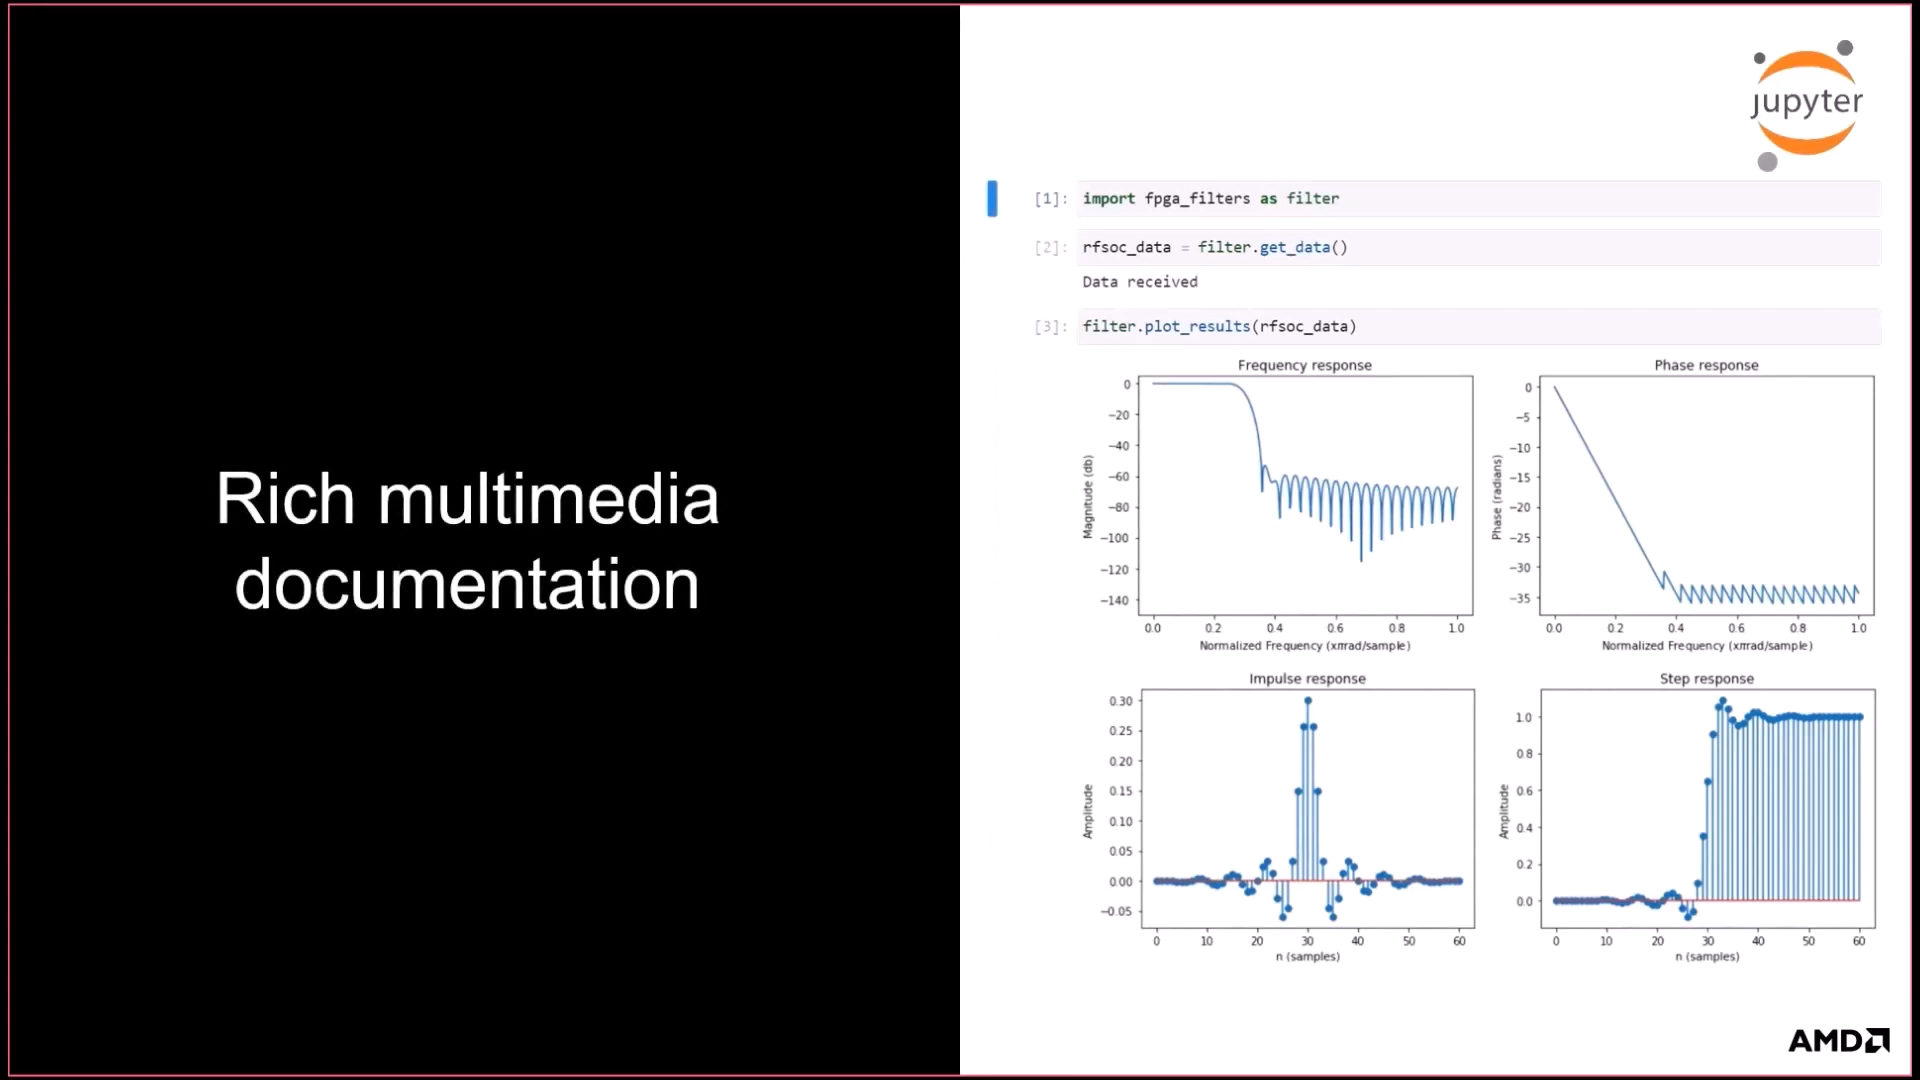 Rich multimedia
documentation
jupyter
[1]: import fpga_filters as filter
[2]: rfsoc_data = filter.get_data()
Data received
[3]: filter.plot_results(rfsoc_data)
Frequency response
0
−20
−40
−60
−80
−100
−120
−140
Magnitude (db)
0.0 0.2 0.4 0.6 0.8 1.0
Normalized Frequency (xπrad/sample)
Phase response
0
−5
−10
−15
−20
−25
−30
−35
Phase (radians)
0.0 0.2 0.4 0.6 0.8 1.0
Normalized Frequency (xπrad/sample)
Impulse response
0.30
0.25
0.20
0.15
0.10
0.05
0.00
−0.05
Amplitude
0 10 20 30 40 50 60
n (samples)
Step response
1.0
0.8
0.6
0.4
0.2
0.0
Amplitude
0 10 20 30 40 50 60
n (samples)
AMD